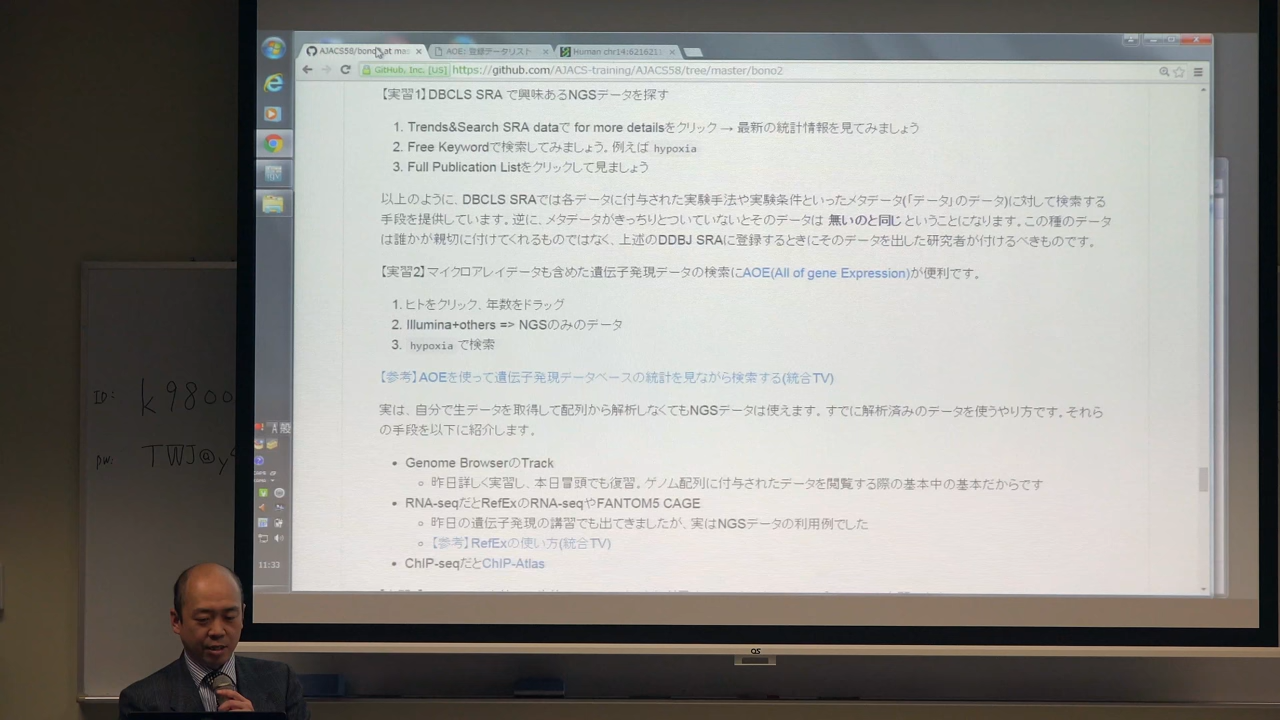 AJACS58/bono
AOE: 登録データリスト
Human chr14:621621
GitHub, Inc. [US] https://github.com/AJACS-training/AJACS58/tree/master/bono2
【実習1】DBCLS SRA で興味あるNGSデータを探す
1. Trends&Search SRA dataで for more detailsをクリック → 最新の統計情報を見てみましょう
2. Free Keywordで検索してみましょう。例えば hypoxia
3. Full Publication Listをクリックして見ましょう
以上のように、DBCLS SRAでは各データに付与された実験手法や実験条件といったメタデータ(「データ」のデータ)に対して検索する
手段を提供しています。逆に、メタデータがきっちりとついていないとそのデータは 無いのと同じ ということになります。この種のデータ
は誰かが親切に付けてくれるものではなく、上述のDDBJ SRAに登録するときにそのデータを出した研究者が付けるべきものです。
【実習2】マイクロアレイデータも含めた遺伝子発現データの検索にAOE(All of gene Expression)が便利です。
1. ヒトをクリック、年数をドラッグ
2. Illumina+others => NGSのみのデータ
3. hypoxia で検索
【参考】AOEを使って遺伝子発現データベースの統計を見ながら検索する(統合TV)
実は、自分で生データを取得して配列から解析しなくてもNGSデータは使えます。すでに解析済みのデータを使うやり方です。それら
の手段を以下に紹介します。
• Genome BrowserのTrack
◦ 昨日詳しく実習し、本日冒頭でも復習。ゲノム配列に付与されたデータを閲覧する際の基本中の基本だからです
• RNA-seqだとRefExのRNA-seqやFANTOM5 CAGE
◦ 昨日の遺伝子発現の講習でも出てきましたが、実はNGSデータの利用例でした
◦ 【参考】RefExの使い方(統合TV)
• ChIP-seqだとChIP-Atlas
11:33
ID: k9800
pw: TWJ@y
OS